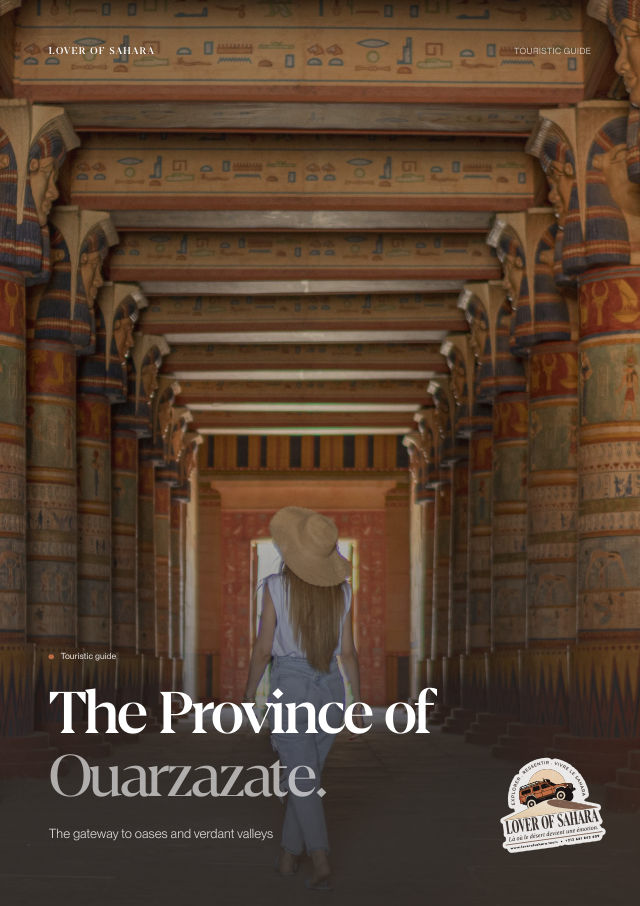 LOVER OF SAHARA
TOURISTIC GUIDE
Touristic guide
The Province of
Ouarzazate.
The gateway to oases and verdant valleys
EXPLORER . RESSENTIR . VIVRE LE SAHARA
LOVER OF SAHARA
Là où le désert devient une émotion.